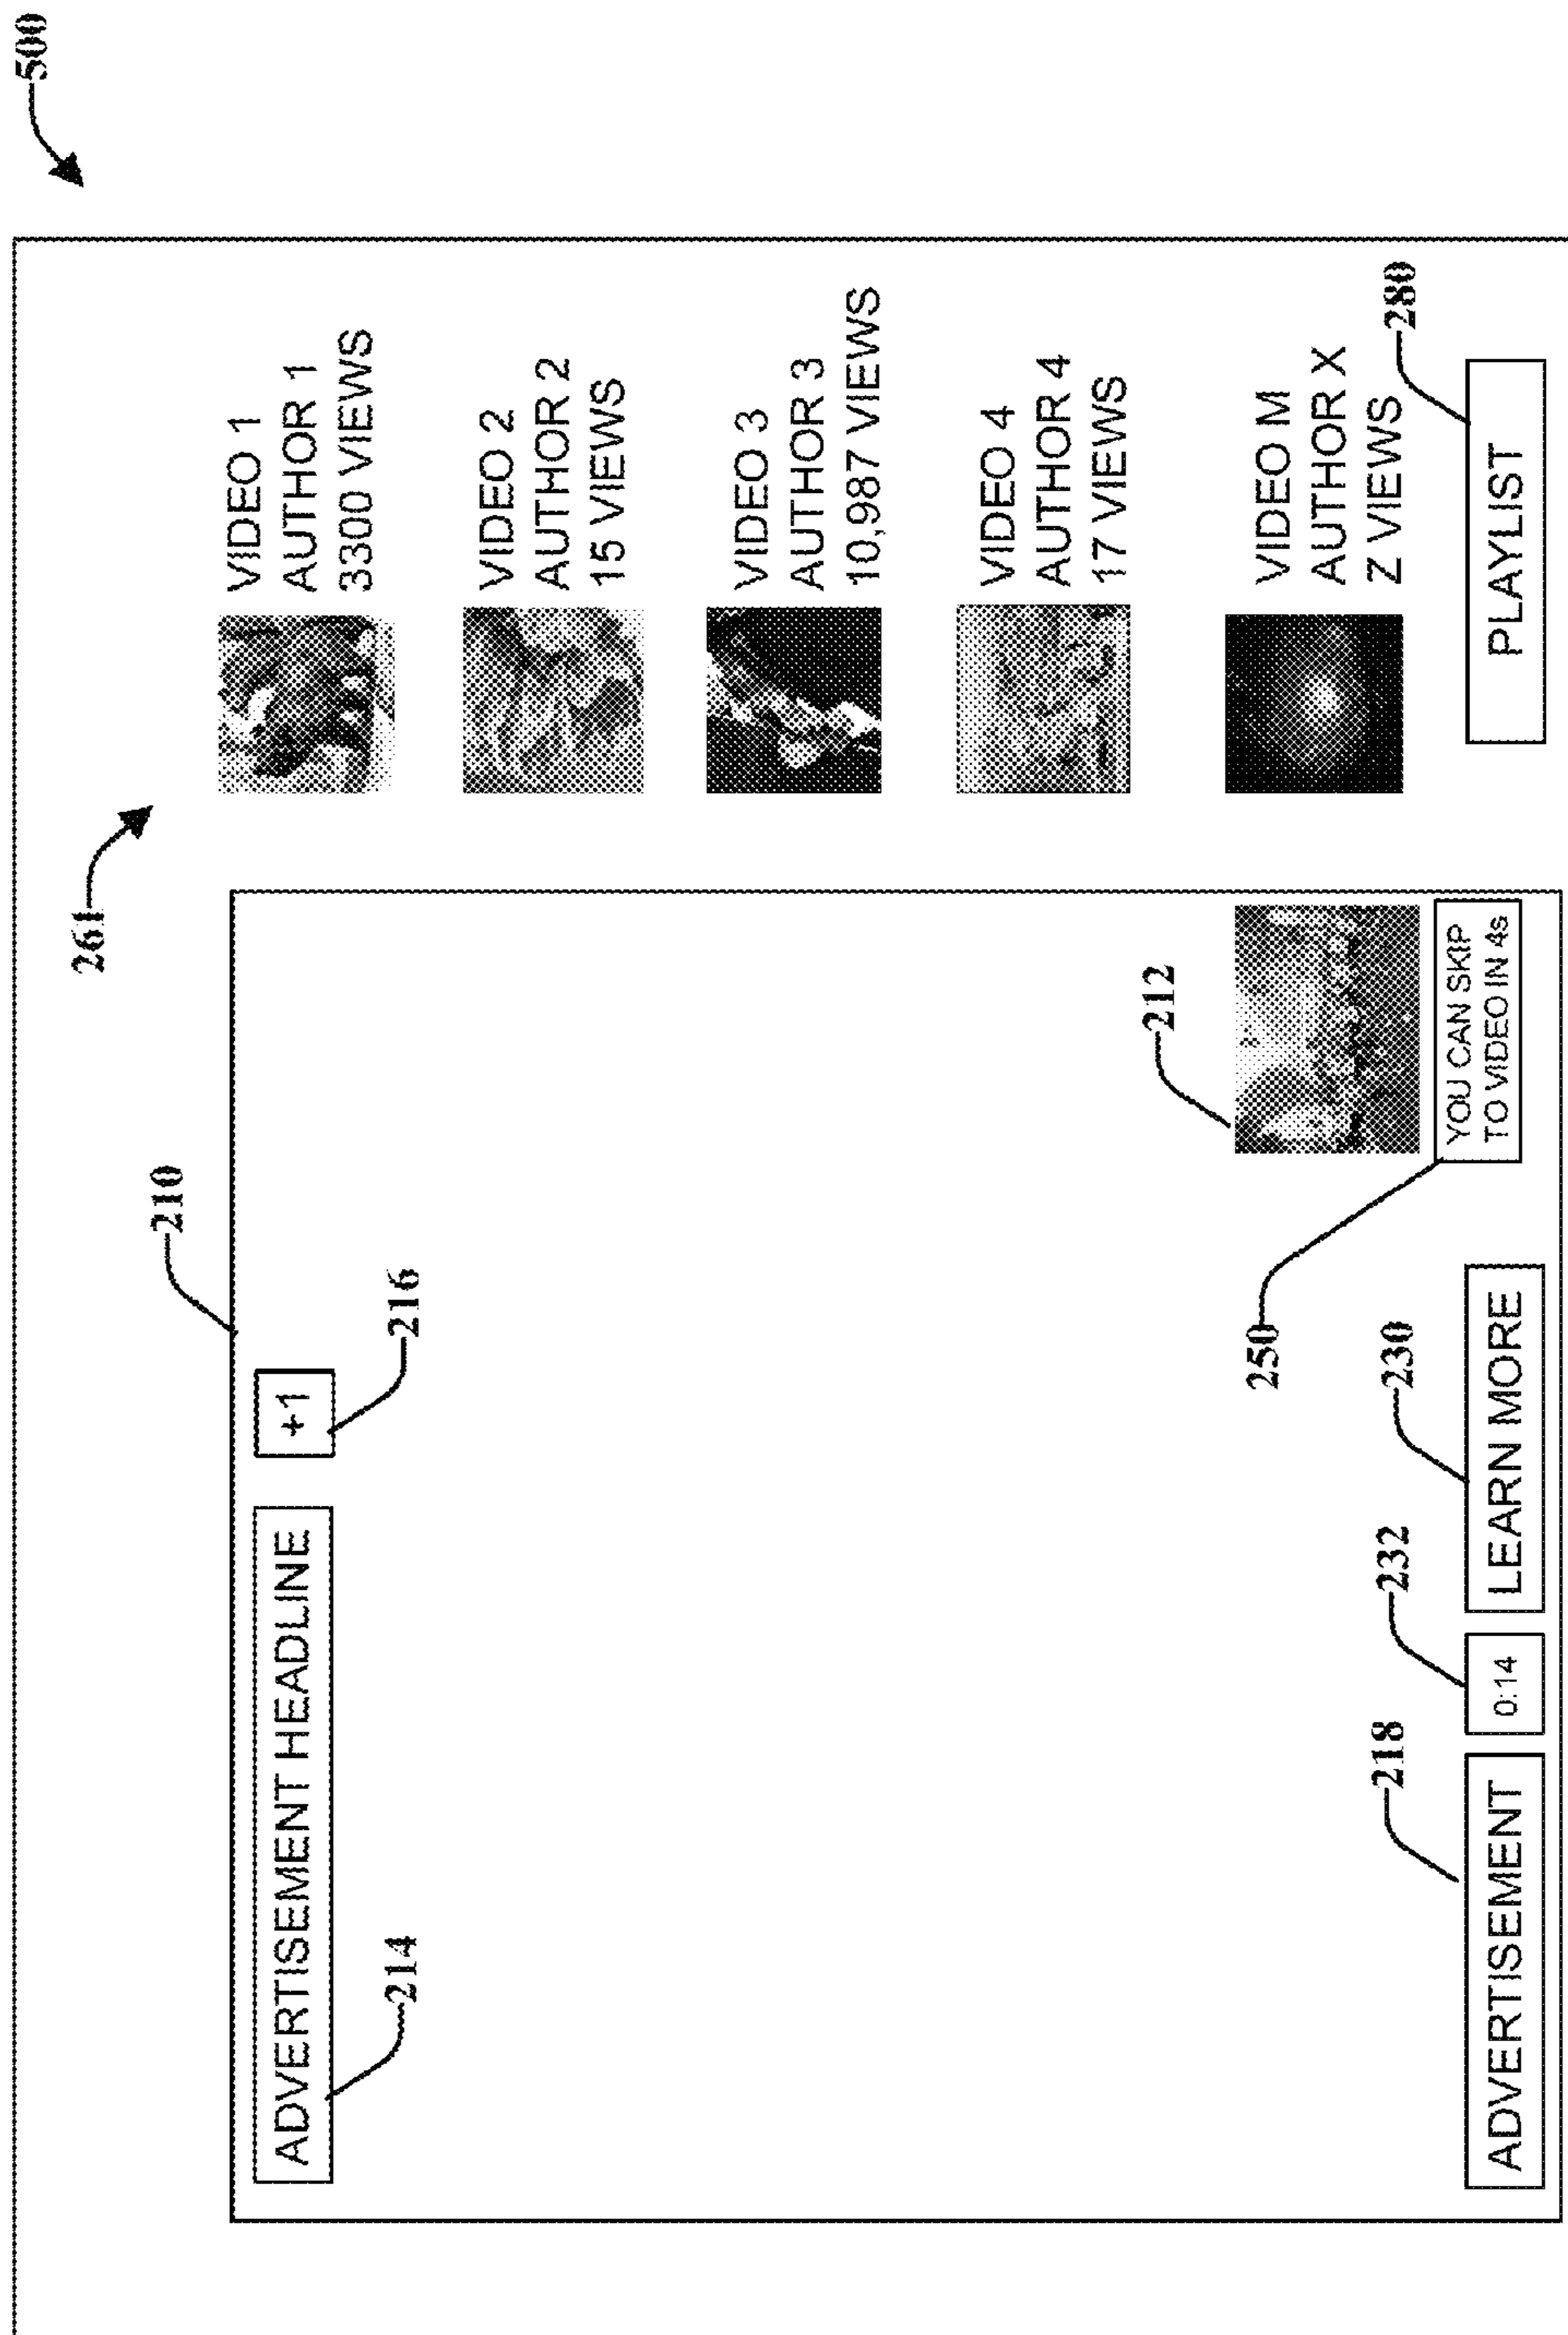 500
261
210
ADVERTISEMENT HEADLINE
+1
214
216
VIDEO 1
AUTHOR 1
3300 VIEWS
VIDEO 2
AUTHOR 2
15 VIEWS
VIDEO 3
AUTHOR 3
10,987 VIEWS
VIDEO 4
AUTHOR 4
17 VIEWS
VIDEO M
AUTHOR X
Z VIEWS
280
PLAYLIST
212
250
YOU CAN SKIP
TO VIDEO IN 4s
218
232
230
ADVERTISEMENT
0:14
LEARN MORE